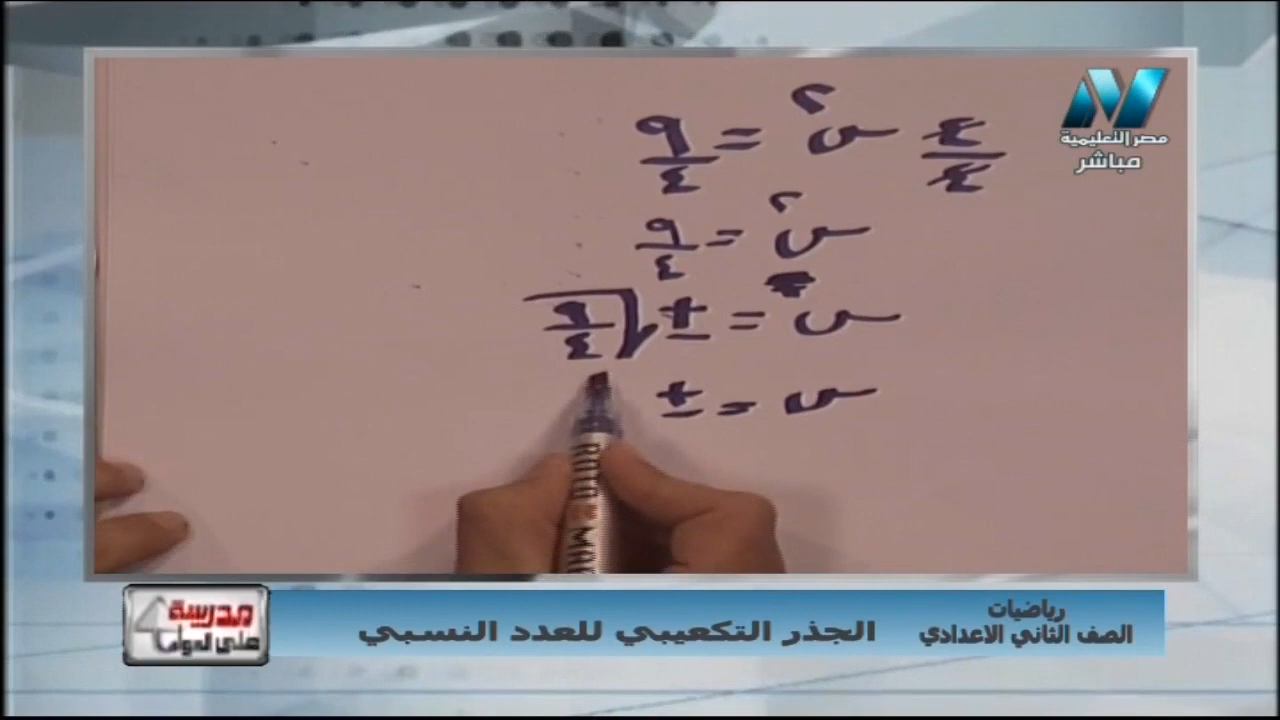 مصر التعليمية
مباشر
٤/٤ س٢ = ٩/٤
س٢ = ٩/٤
س = ± √٩/٤
س = ±
رياضيات
الصف الثاني الاعدادي
الجذر التكعيبي للعدد النسبي
مدرسة
على الهواء